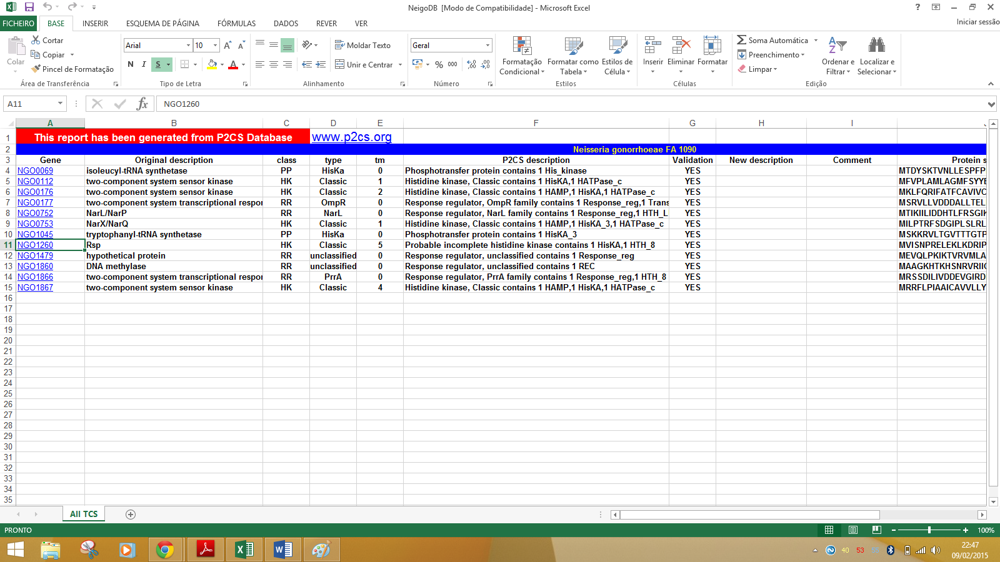 NeigoDB [Modo de Compatibilidade] - Microsoft Excel
?
FICHEIRO BASE INSERIR ESQUEMA DE PÁGINA FÓRMULAS DADOS REVER VER Iniciar sessão
Colar
Cortar
Copiar
Pincel de Formatação
Área de Transferência
Arial 10 A A
N I S A
Tipo de Letra
Moldar Texto
Unir e Centrar
Alinhamento
Geral
% 000
Número
Formatação Condicional
Formatar como Tabela
Estilos de Célula
Estilos
Inserir Eliminar Formatar
Células
Soma Automática
Preenchimento
Limpar
Ordenar e Filtrar
Localizar e Selecionar
Edição
A11 fx NGO1260
A B C D E F G H I
1 This report has been generated from P2CS Database www.p2cs.org
2 Neisseria gonorrhoeae FA 1090
3 Gene Original description class type tm P2CS description Validation New description Comment Protein s
4 NGO0069 isoleucyl-tRNA synthetase PP HisKa 0 Phosphotransfer protein contains 1 His_kinase YES MTDYSKTVNLLESPFP
5 NGO0112 two-component system sensor kinase HK Classic 1 Histidine kinase, Classic contains 1 HisKA,1 HATPase_c YES MFVPLAMLAGMFSYYE
6 NGO0176 two-component system sensor kinase HK Classic 2 Histidine kinase, Classic contains 1 HAMP,1 HisKA,1 HATPase_c YES MKLFQRIFATFCAVIVC
7 NGO0177 two-component system transcriptional respor RR OmpR 0 Response regulator, OmpR family contains 1 Response_reg,1 Trans YES MSRVLLVDDDALLTEL
8 NGO0752 NarL/NarP RR NarL 0 Response regulator, NarL family contains 1 Response_reg,1 HTH_L YES MTIKIILIDDHTLFRSGIK
9 NGO0753 NarX/NarQ HK Classic 1 Histidine kinase, Classic contains 1 HAMP,1 HisKA_3,1 HATPase_c YES MILPTRFSDGIPLSLRL
10 NGO1045 tryptophanyl-tRNA synthetase PP HisKa 0 Phosphotransfer protein contains 1 HisKA_3 YES MSKKRVLTGVTTTGTP
11 NGO1260 Rsp HK Classic 5 Probable incomplete histidine kinase contains 1 HisKA,1 HTH_8 YES MVISNPRELEKLKDRIP
12 NGO1479 hypothetical protein RR unclassified 0 Response regulator, unclassified contains 1 Response_reg YES MEVQLPKIKTVRVMLA
13 NGO1860 DNA methylase RR unclassified 0 Response regulator, unclassified contains 1 REC YES MAAGKHTKHSNRVRIIC
14 NGO1866 two-component system transcriptional respor RR PrrA 0 Response regulator, PrrA family contains 1 Response_reg,1 HTH_8 YES MRSSDILIVDDEVGIRD
15 NGO1867 two-component system sensor kinase HK Classic 4 Histidine kinase, Classic contains 1 HAMP,1 HisKA,1 HATPase_c YES MRRFLPIAAICAVVLLY
16
17
18
19
20
21
22
23
24
25
26
27
28
29
30
31
32
33
34
35
All TCS
PRONTO 100%
40 53 22:47
09/02/2015